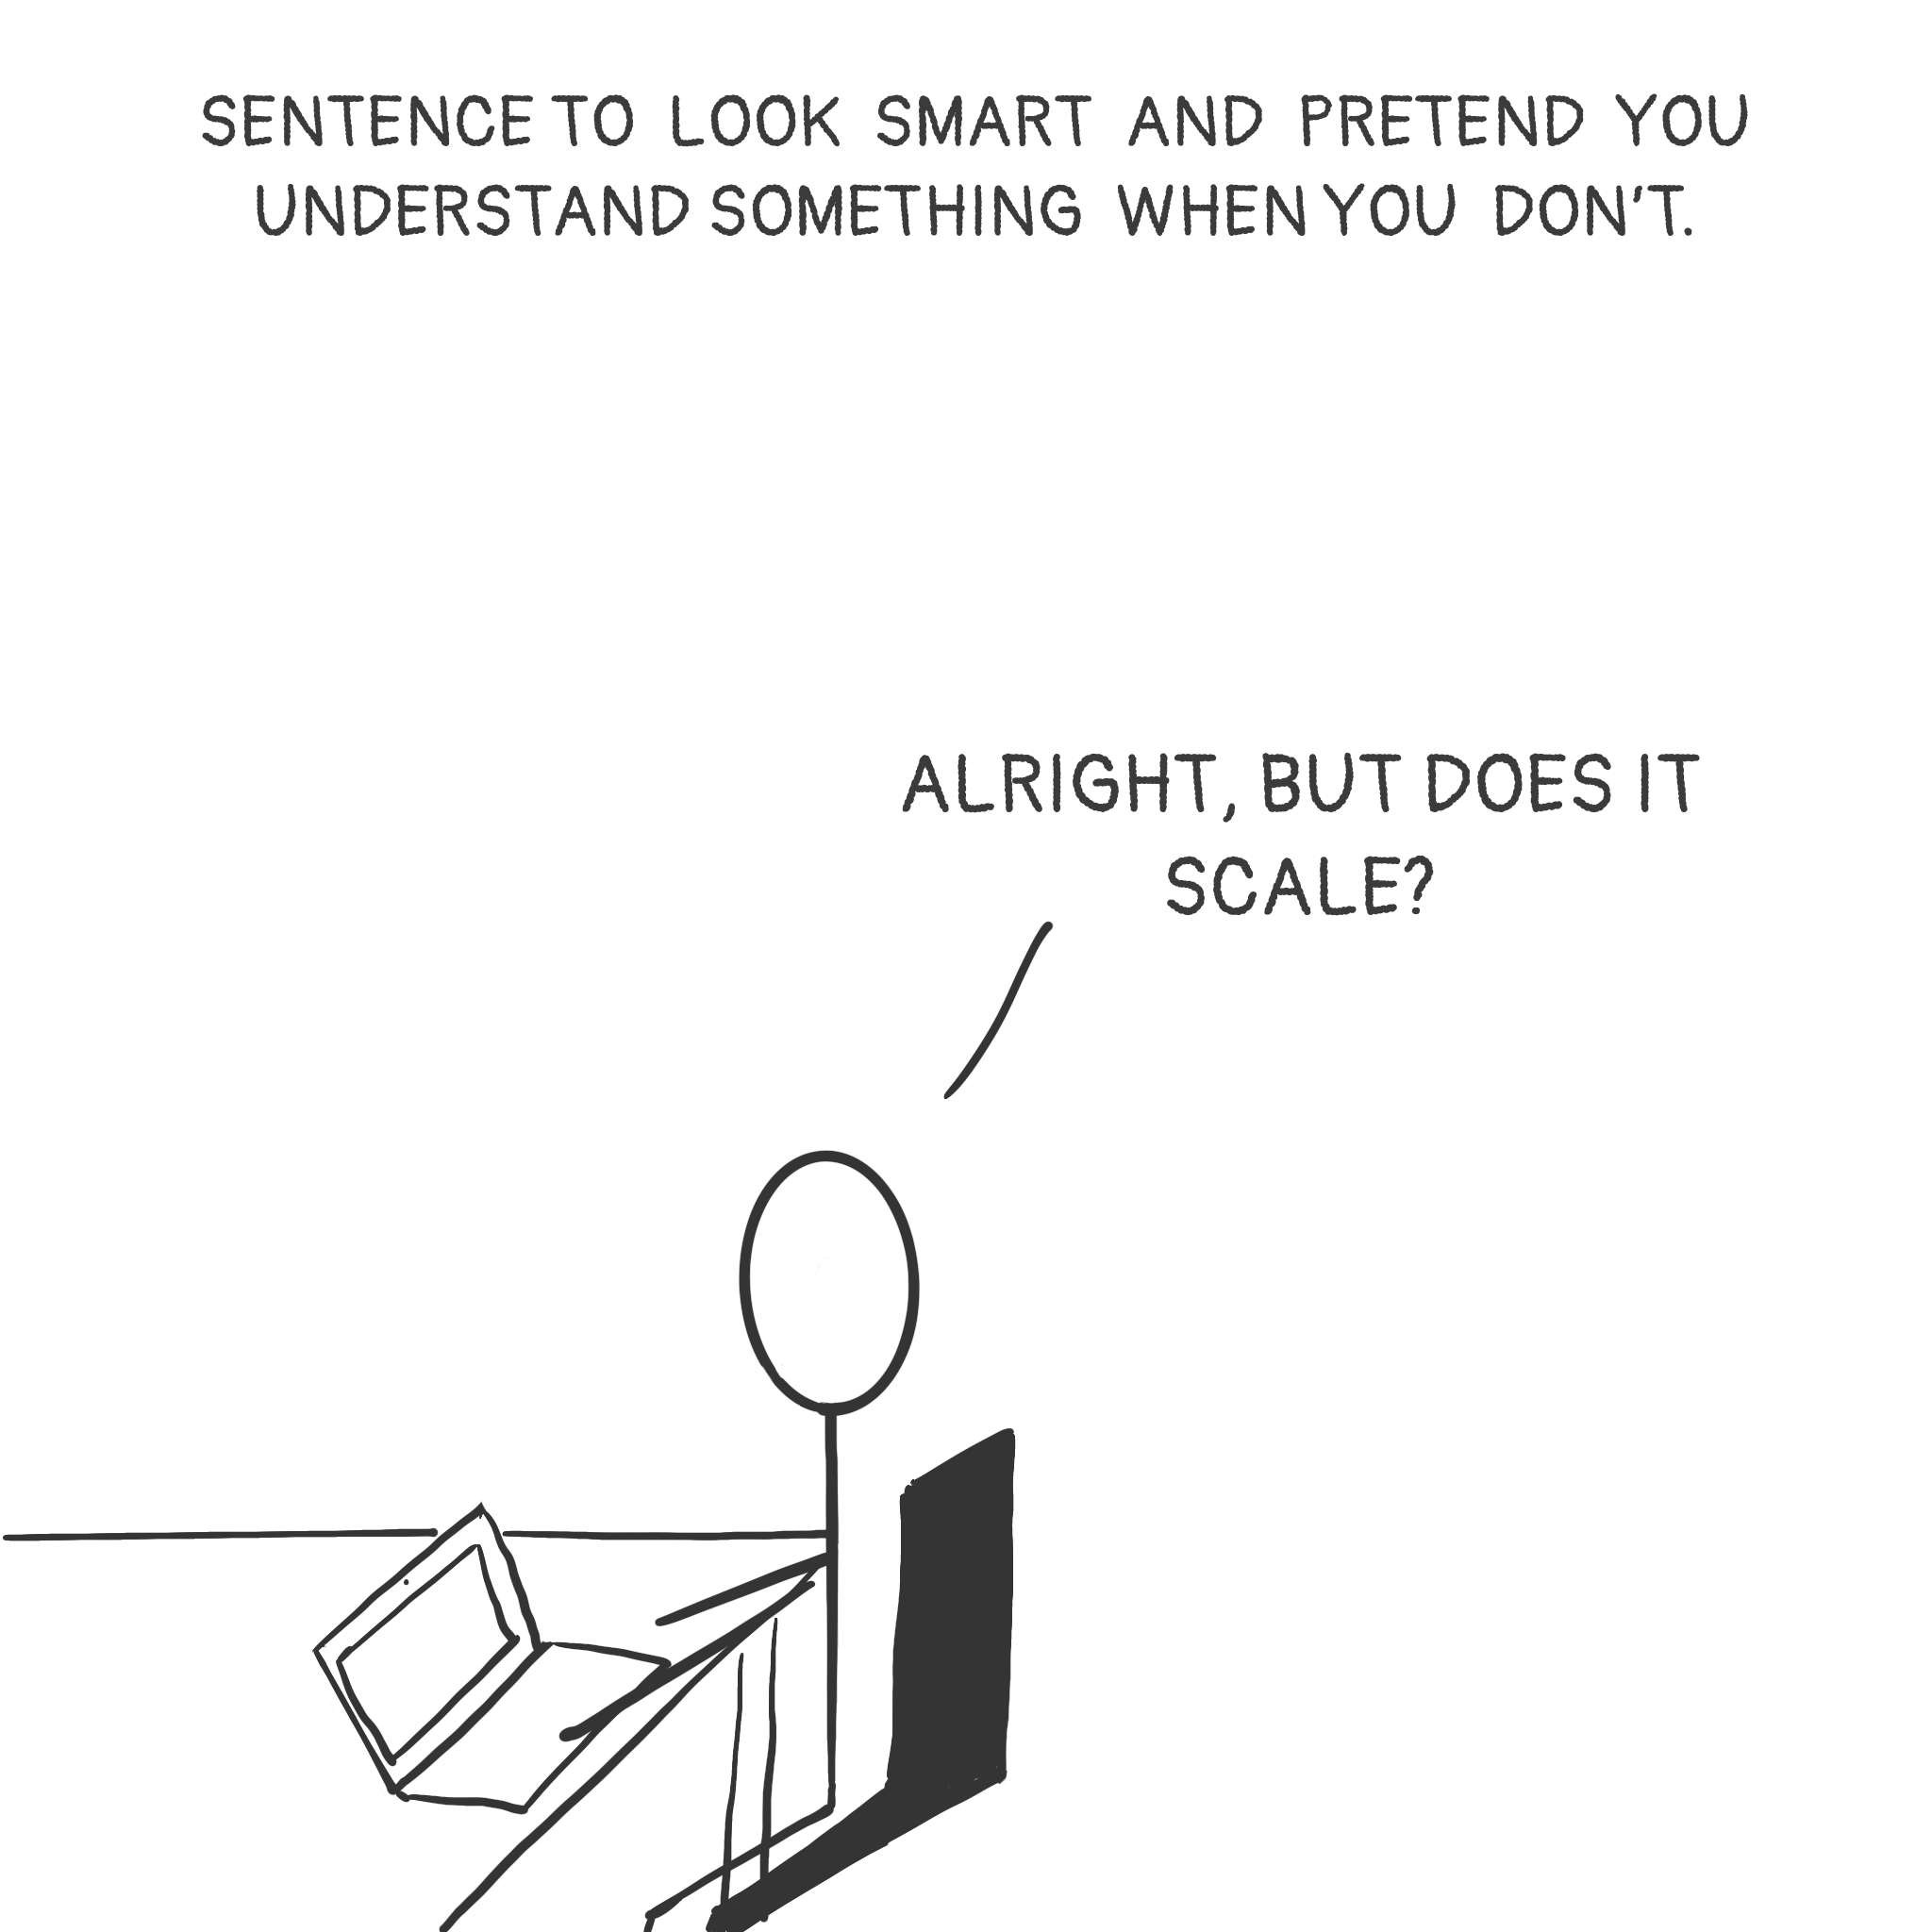 SENTENCE TO LOOK SMART AND PRETEND YOU
UNDERSTAND SOMETHING WHEN YOU DON'T.
ALRIGHT, BUT DOES IT
SCALE?